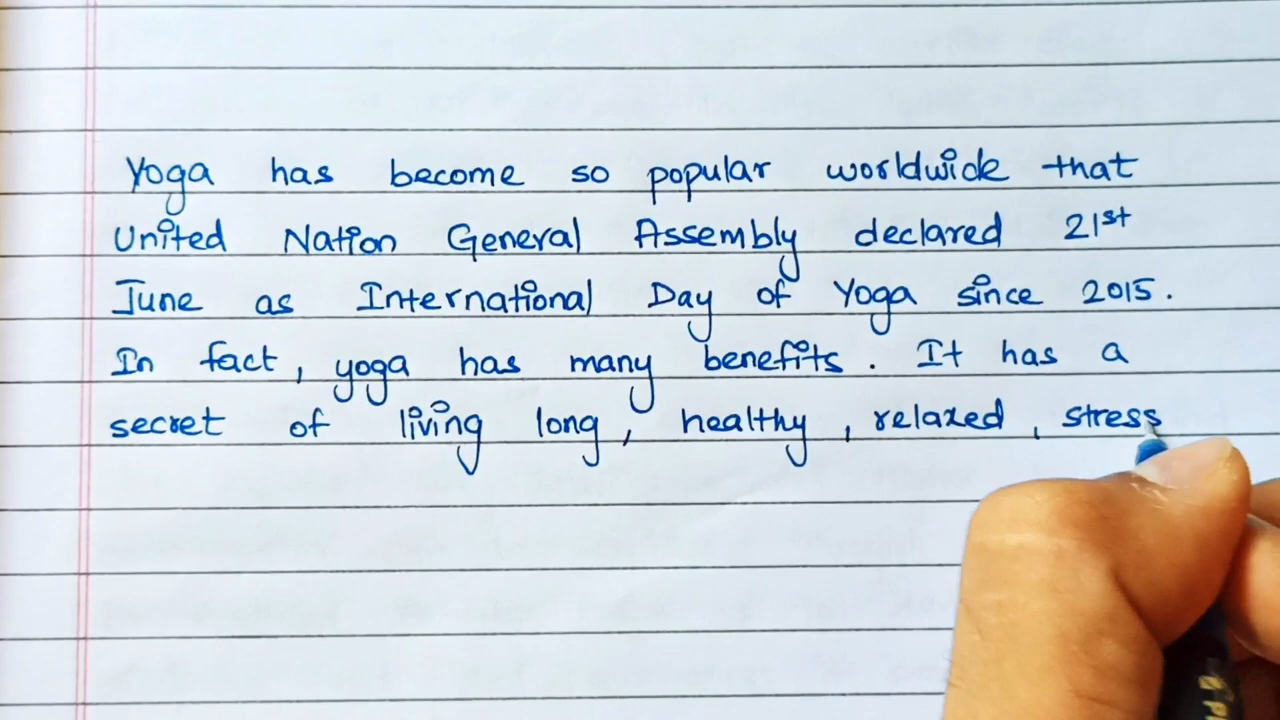 Yoga has become so popular worldwide that
United Nation General Assembly declared 21st
June as International Day of Yoga since 2015.
In fact, yoga has many benefits. It has a
secret of living long, healthy, relaxed, stress